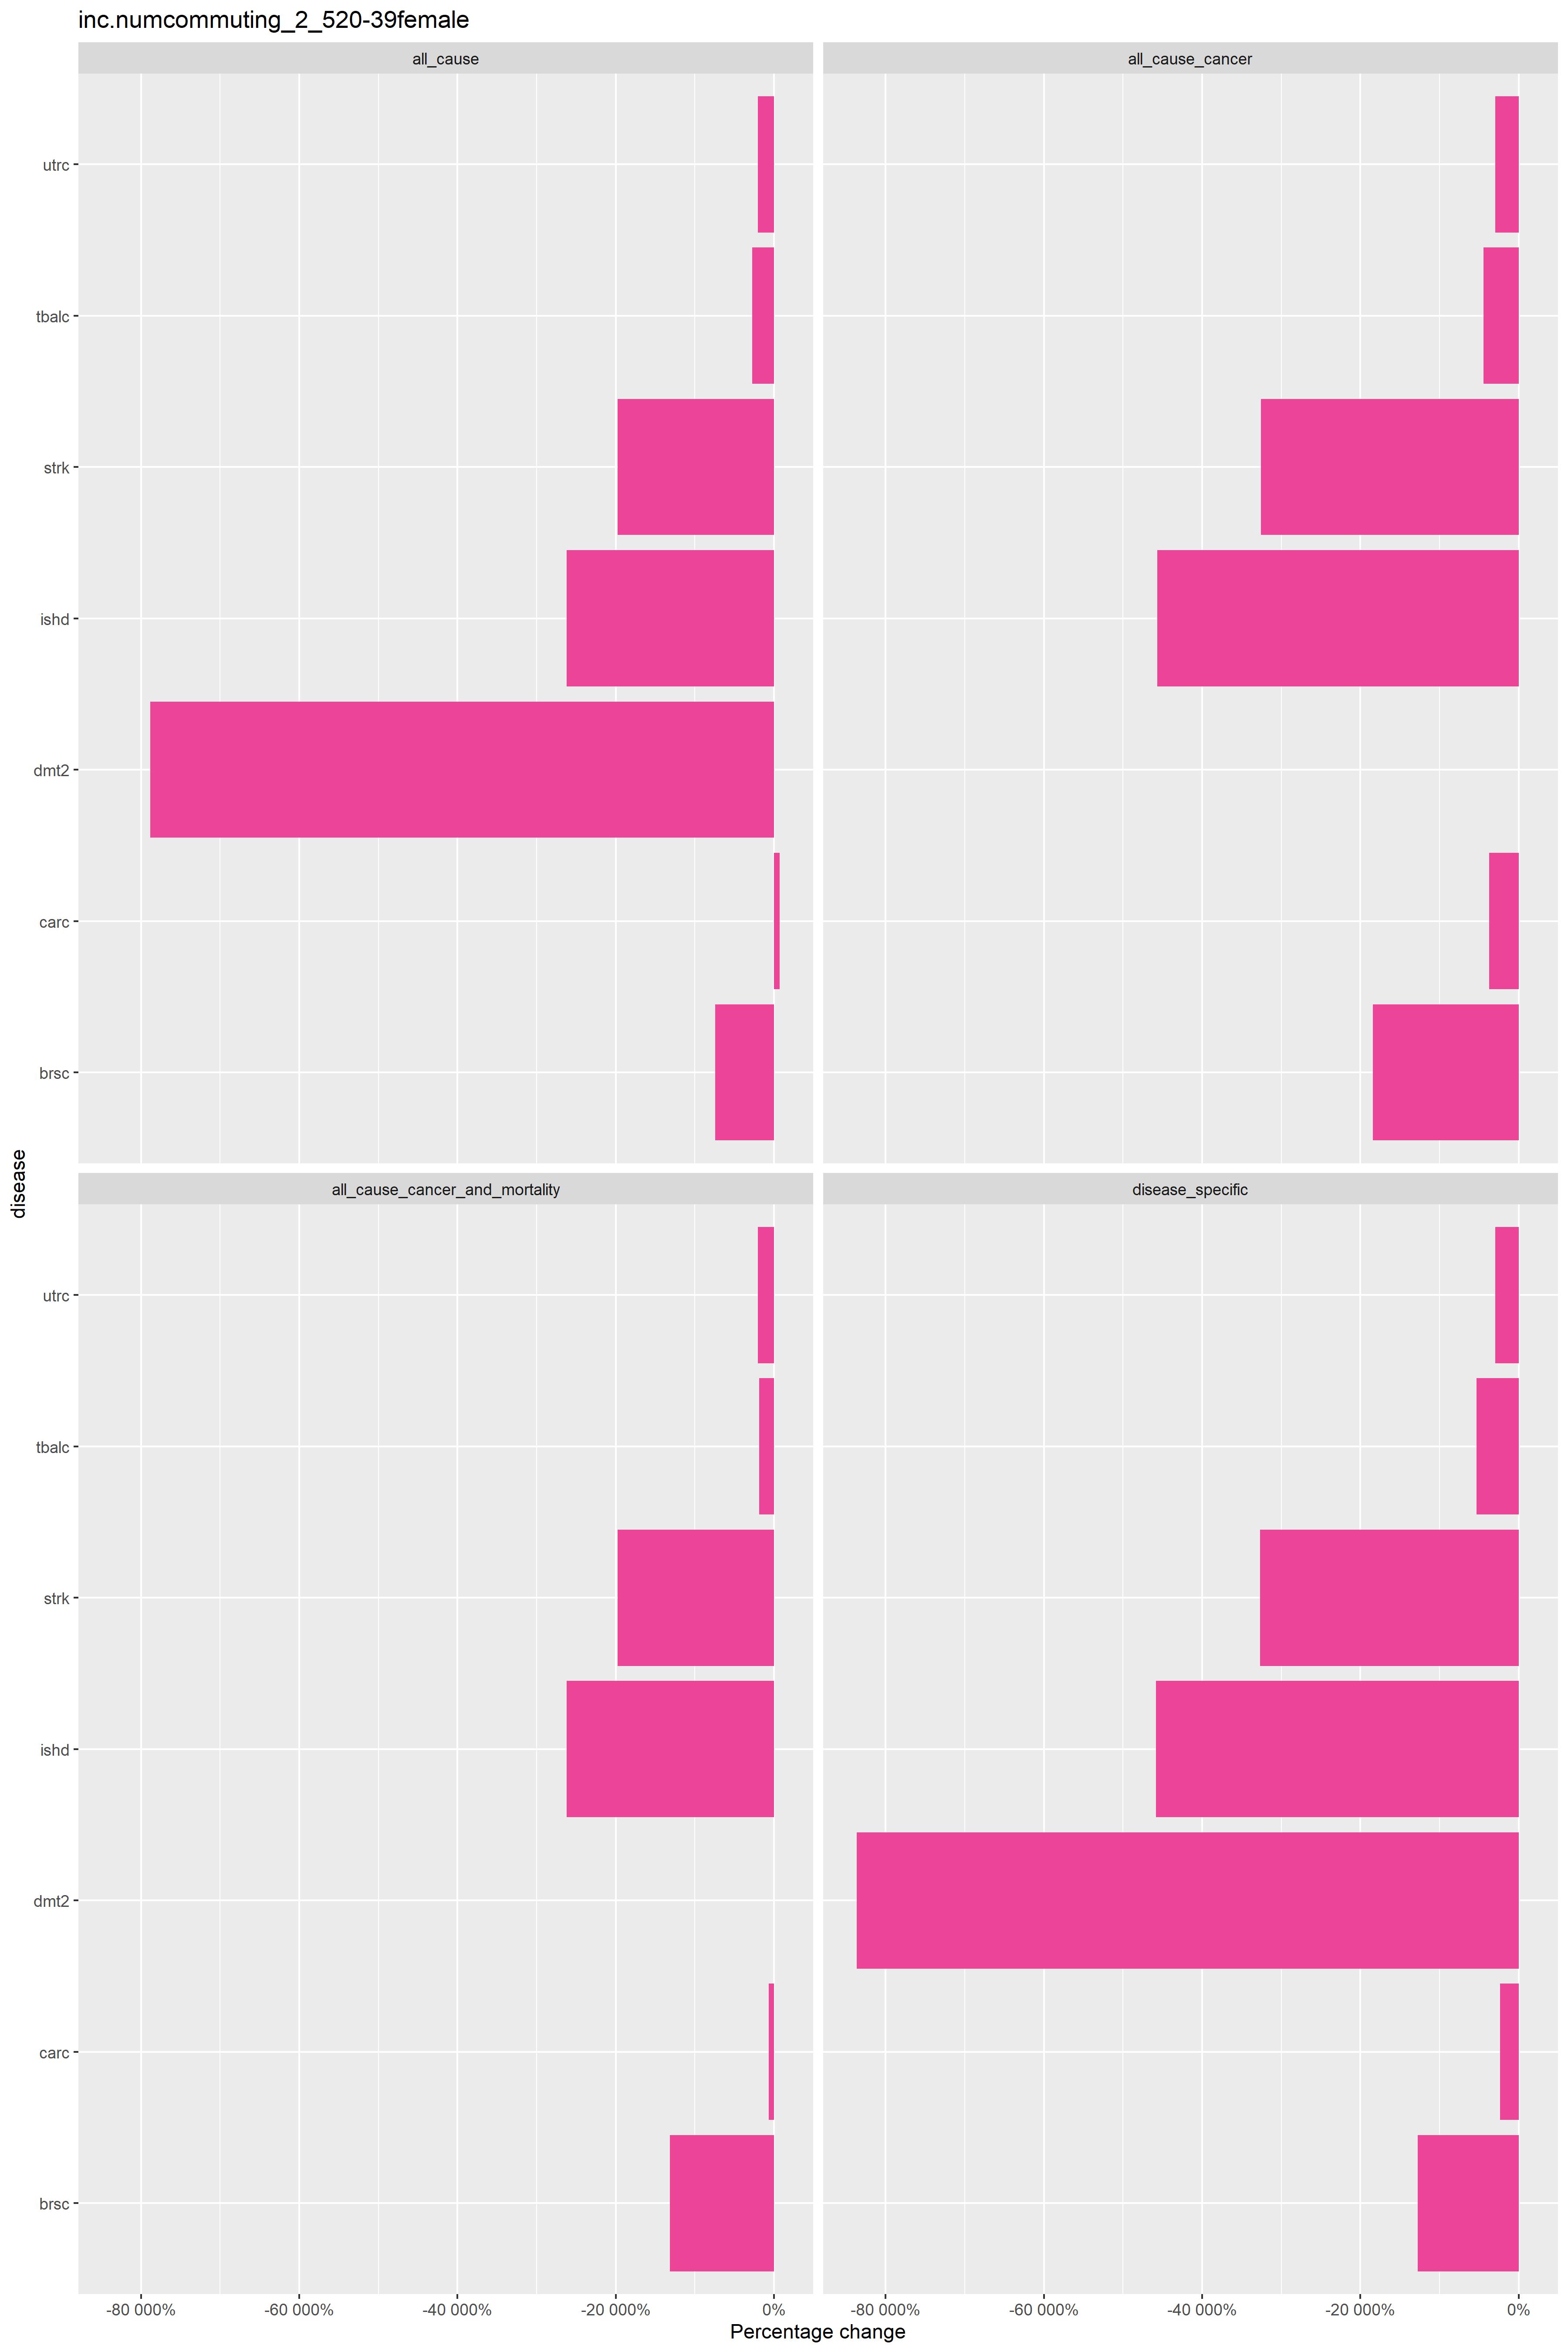 inc.numcommuting_2_520-39female
all_cause
all_cause_cancer
utrc
tbalc
strk
ishd
dmt2
carc
brsc
disease
all_cause_cancer_and_mortality
disease_specific
utrc
tbalc
strk
ishd
dmt2
carc
brsc
-80 000% -60 000% -40 000% -20 000% 0%
-80 000% -60 000% -40 000% -20 000% 0%
Percentage change